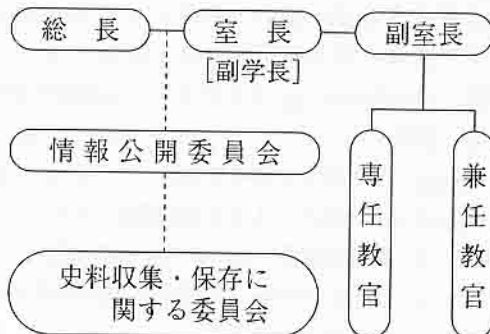 総長
室長
副室長
[副学長]
情報公開委員会
専任教官
兼任教官
史料収集・保存に
関する委員会